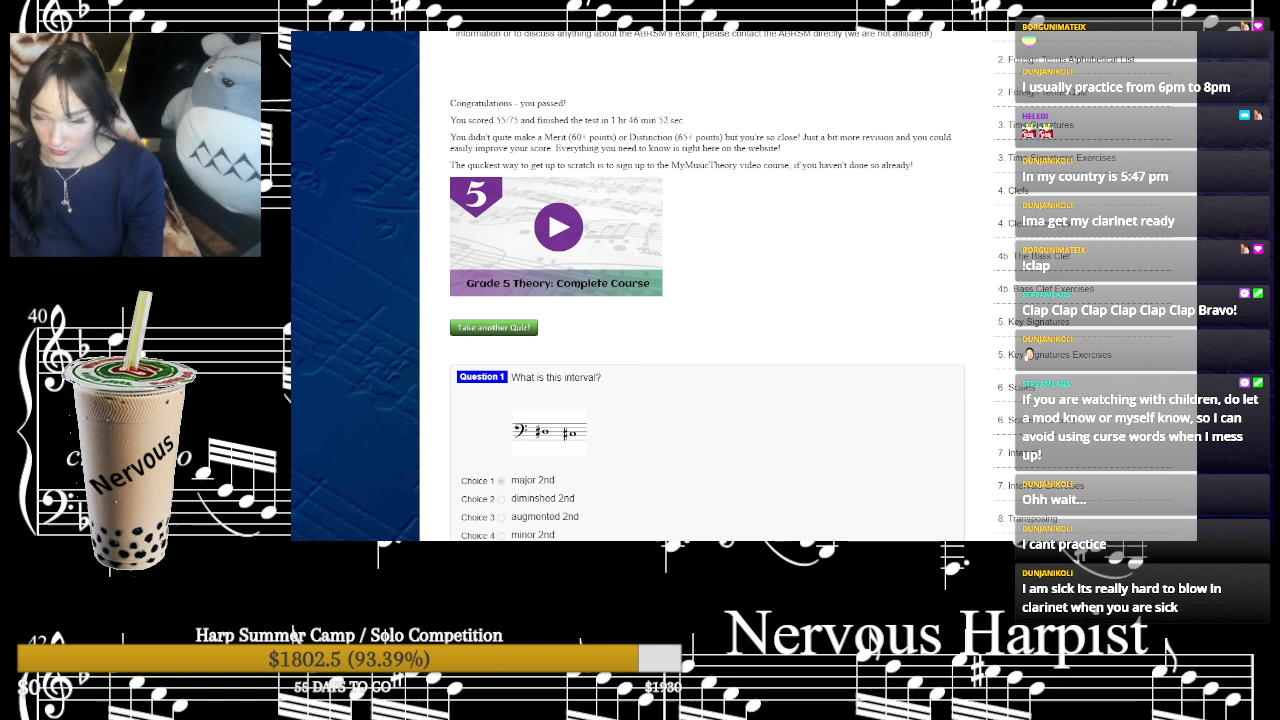 information or to discuss anything about the ABRSM's exam, please contact the ABRSM directly (we are not affiliated!)
Congratulations - you passed!
You scored 55/75 and finished the test in 1 hr 46 min 52 sec
You didn't quite make a Merit (60+ points) or Distinction (65+ points) but you're so close! Just a bit more revision and you could
easily improve your score. Everything you need to know is right here on the website!
The quickest way to get up to scratch is to sign up to the MyMusicTheory video course, if you haven't done so already!
5
Grade 5 Theory: Complete Course
Take another Quiz!
Question 1 What is this interval?
Choice 1 major 2nd
Choice 2 diminshed 2nd
Choice 3 augmented 2nd
Choice 4 minor 2nd
2. Foreign Terms Alphabetical List
2. Foreign Terms Quiz
3. Time Signatures
3. Time Signature Exercises
4. Clefs
4b. The Bass Clef
4b. Bass Clef Exercises
5. Key Signatures
5. Key Signatures Exercises
6.
6.
7.
7.
8. Transposing
BORGUNIMATEIX
DUNJANIKOLI
I usually practice from 6pm to 8pm
HELEDI
DUNJANIKOLI
In my country is 5:47 pm
DUNJANIKOLI
Ima get my clarinet ready
BORGUNIMATEIX
!clap
STREAMLABS
Clap Clap Clap Clap Clap Clap Bravo!
DUNJANIKOLI
STREAMLABS
If you are watching with children, do let
a mod know or myself know, so I can
avoid using curse words when I mess
up!
DUNJANIKOLI
Ohh wait...
DUNJANIKOLI
I cant practice
DUNJANIKOLI
I am sick its really hard to blow in
clarinet when you are sick
40
Nervous
42
Harp Summer Camp / Solo Competition
$1802.5 (93.39%)
$0
55 DAYS TO GO
$1930
Nervous Harpist